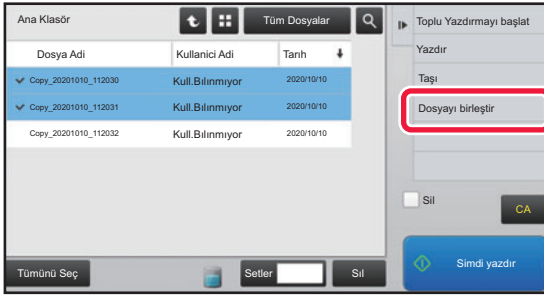 Ana Klasör
Tüm Dosyalar
Dosya Adi
Kullanici Adi
Tarıh
Copy_20201010_112030
Kull.Bılınmıyor
2020/10/10
Copy_20201010_112031
Kull.Bılınmıyor
2020/10/10
Copy_20201010_112032
Kull.Bılınmıyor
2020/10/10
Tümünü Seç
Setler
Sıl
Toplu Yazdırmayı başlat
Yazdır
Taşı
Dosyayı birleştir
Sil
CA
Simdi yazdır